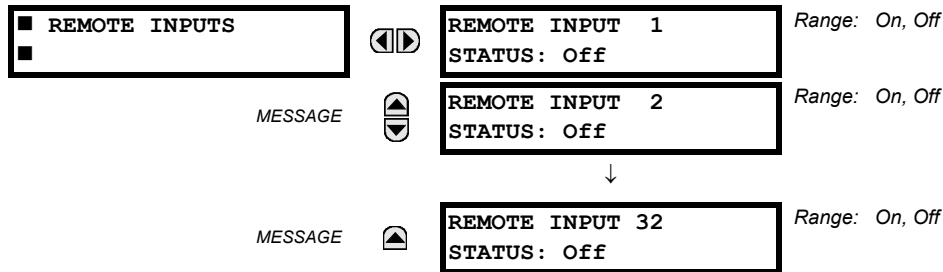 ■ REMOTE INPUTS
■
REMOTE INPUT 1
STATUS: Off
Range: On, Off
MESSAGE
REMOTE INPUT 2
STATUS: Off
Range: On, Off
↓
MESSAGE
REMOTE INPUT 32
STATUS: Off
Range: On, Off